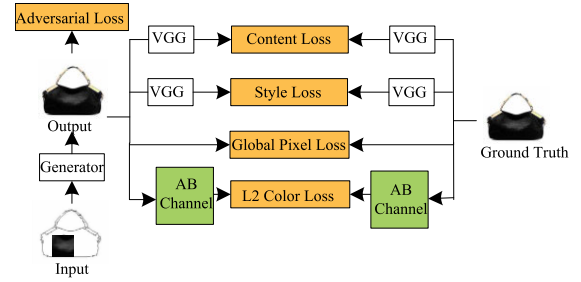 Adversarial Loss
VGG
Content Loss
VGG
VGG
Style Loss
VGG
Output
Global Pixel Loss
Ground Truth
Generator
AB
Channel
L2 Color Loss
AB
Channel
Input